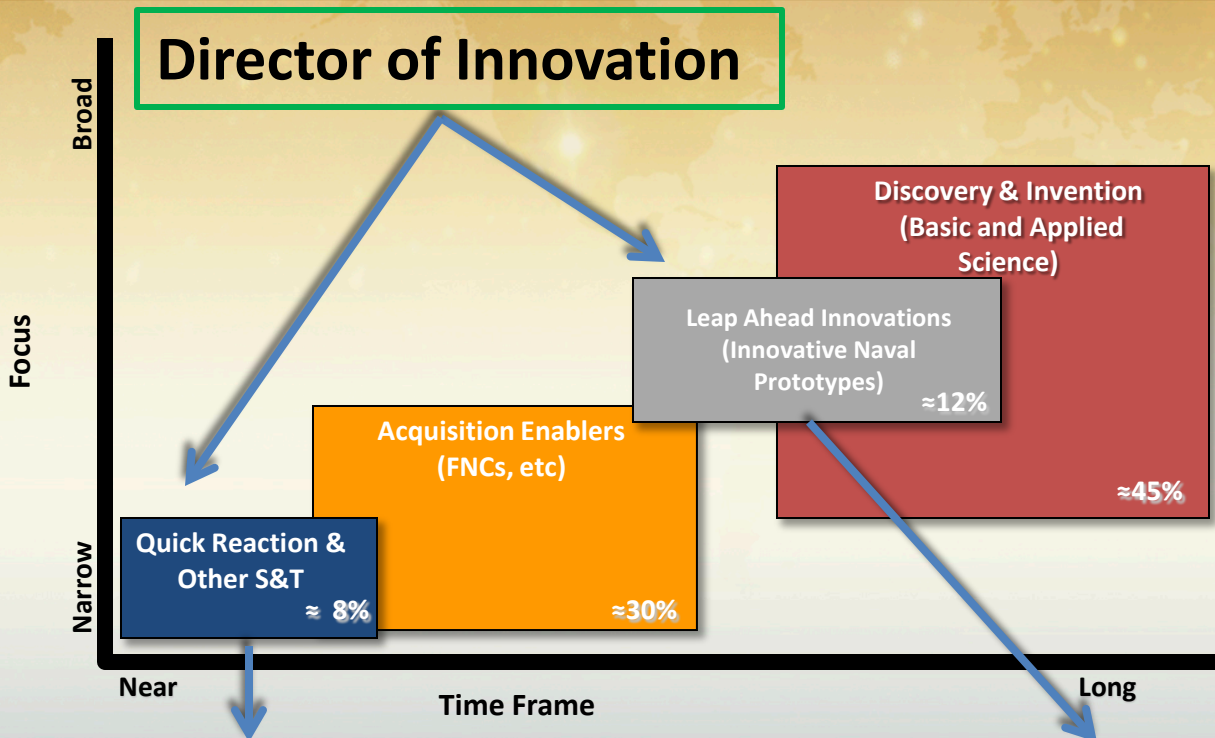 Director of Innovation
Broad
Focus
Narrow
Discovery & Invention
(Basic and Applied
Science)
≈45%
Leap Ahead Innovations
(Innovative Naval
Prototypes)
≈12%
Acquisition Enablers
(FNCs, etc)
≈30%
Quick Reaction &
Other S&T
≈ 8%
Near
Time Frame
Long